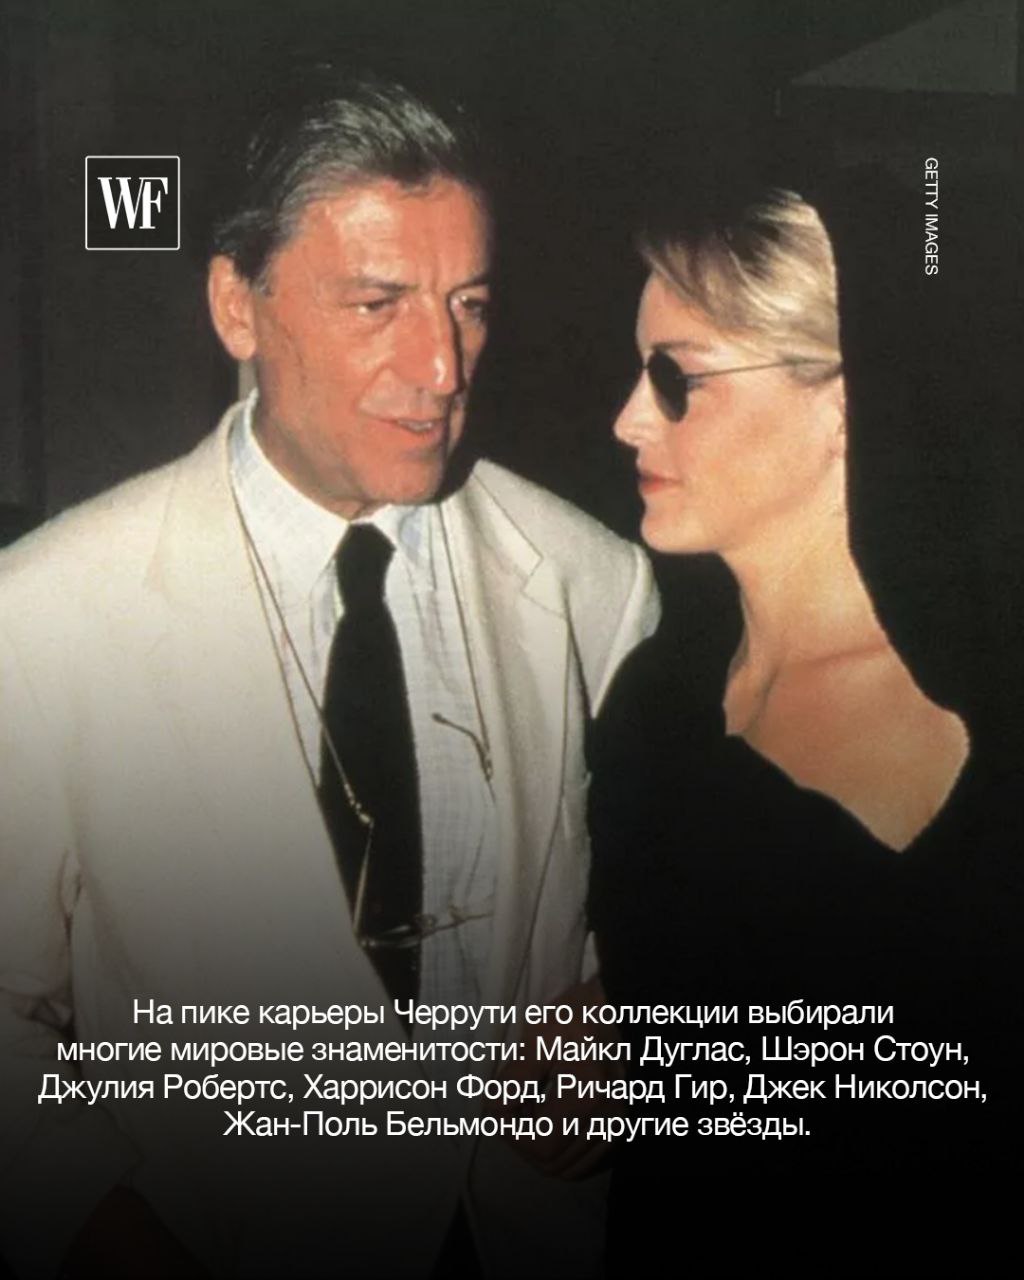 WF
GETTY IMAGES
На пике карьеры Черрути его коллекции выбирали
многие мировые знаменитости: Майкл Дуглас, Шэрон Стоун,
Джулия Робертс, Харрисон Форд, Ричард Гир, Джек Николсон,
Жан-Поль Бельмондо и другие звёзды.